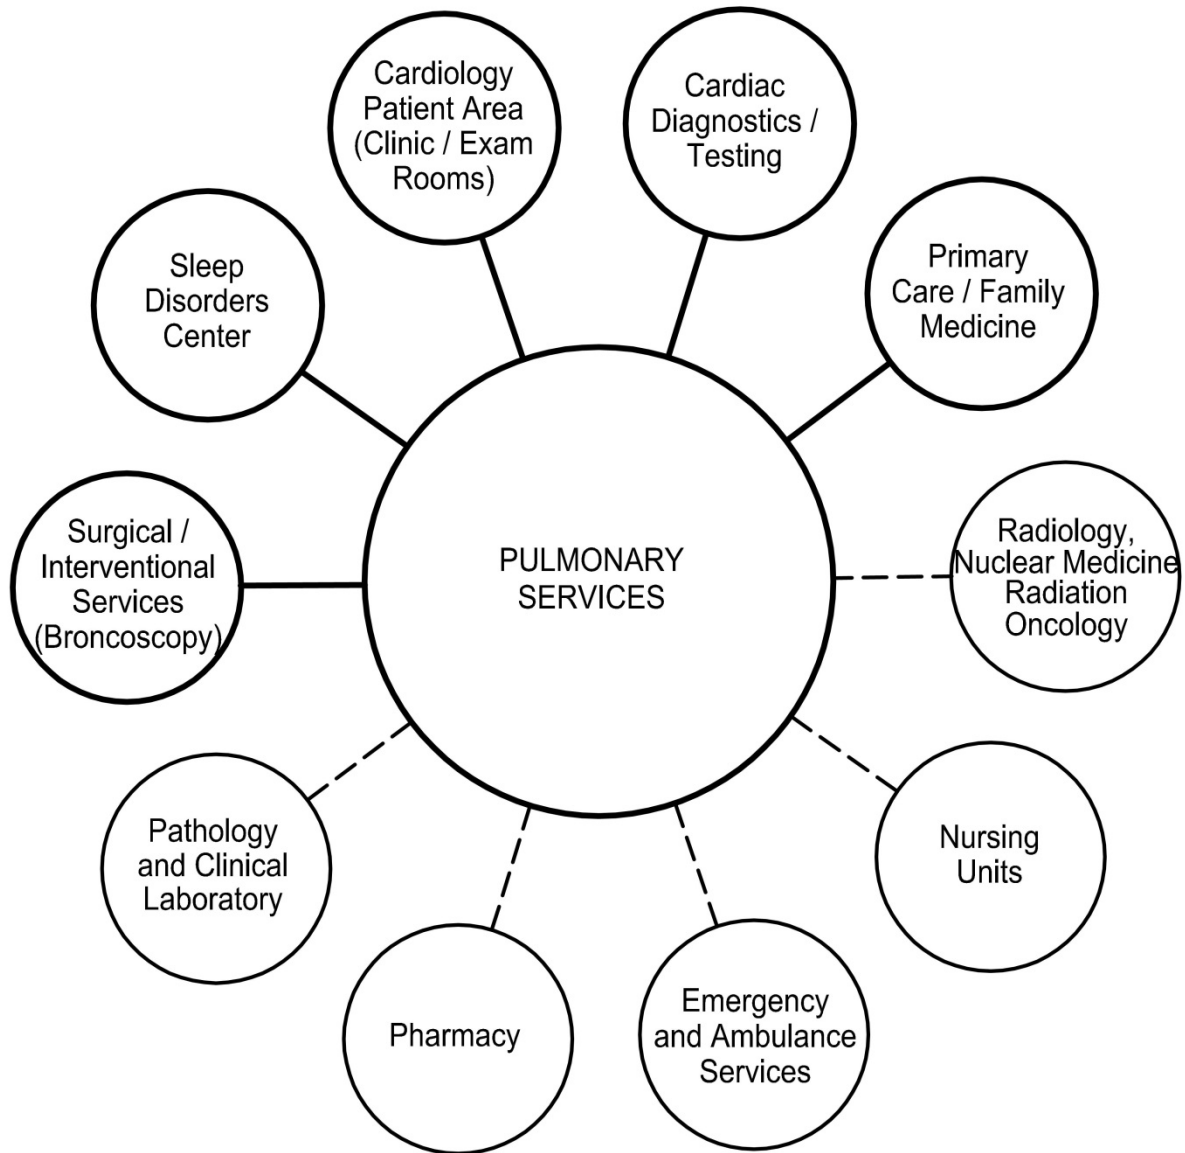 Cardiology
Patient Area
(Clinic / Exam
Rooms)
Cardiac
Diagnostics /
Testing
Sleep
Disorders
Center
Primary
Care / Family
Medicine
Surgical /
Interventional
Services
(Broncoscopy)
PULMONARY
SERVICES
Radiology,
Nuclear Medicine
Radiation
Oncology
Pathology
and Clinical
Laboratory
Nursing
Units
Pharmacy
Emergency
and Ambulance
Services